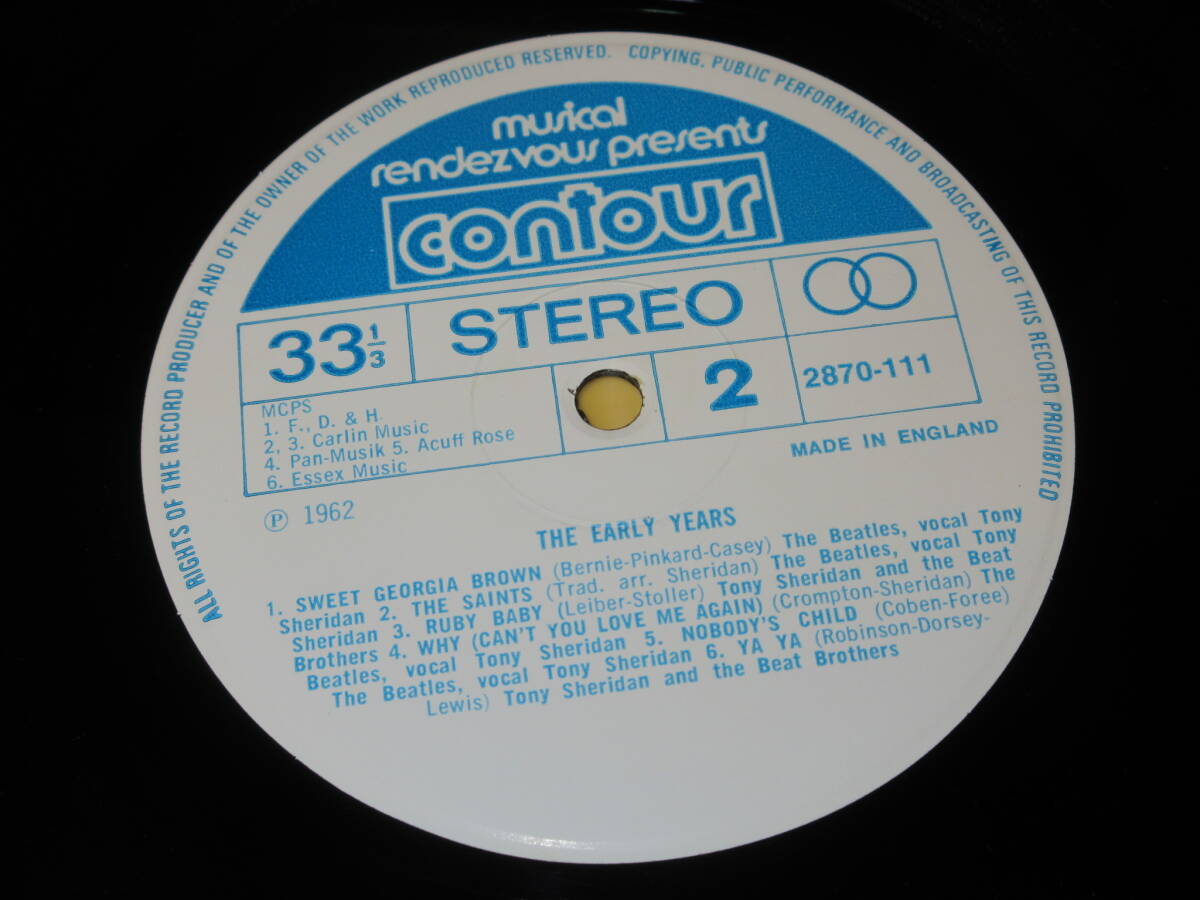 ALL RIGHTS OF THE RECORD PRODUCER AND OF THE OWNER OF THE WORK REPRODUCED RESERVED. COPYING, PUBLIC PERFORMANCE AND BROADCASTING OF THIS RECORD PROHIBITED
musical
rendezvous presents
contour
33 1/3
STEREO
MCPS
1. F., D. & H.
2, 3. Carlin Music
4. Pan-Musik 5. Acuff Rose
6. Essex Music
2
2870-111
MADE IN ENGLAND
Ⓟ 1962
THE EARLY YEARS
1. SWEET GEORGIA BROWN (Bernie-Pinkard-Casey) The Beatles, vocal Tony
Sheridan 2. THE SAINTS (Trad. arr. Sheridan) The Beatles, vocal Tony
Sheridan 3. RUBY BABY (Leiber-Stoller) Tony Sheridan and the Beat
Brothers 4. WHY (CAN'T YOU LOVE ME AGAIN) (Crompton-Sheridan) The
Beatles, vocal Tony Sheridan 5. NOBODY'S CHILD (Coben-Foree)
The Beatles, vocal Tony Sheridan 6. YA YA (Robinson-Dorsey-
Lewis) Tony Sheridan and the Beat Brothers